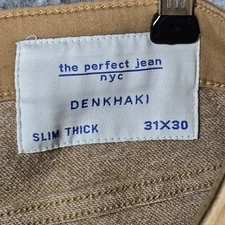 the perfect jean
nyc
DENKHAKI
SLIM THICK 31X30